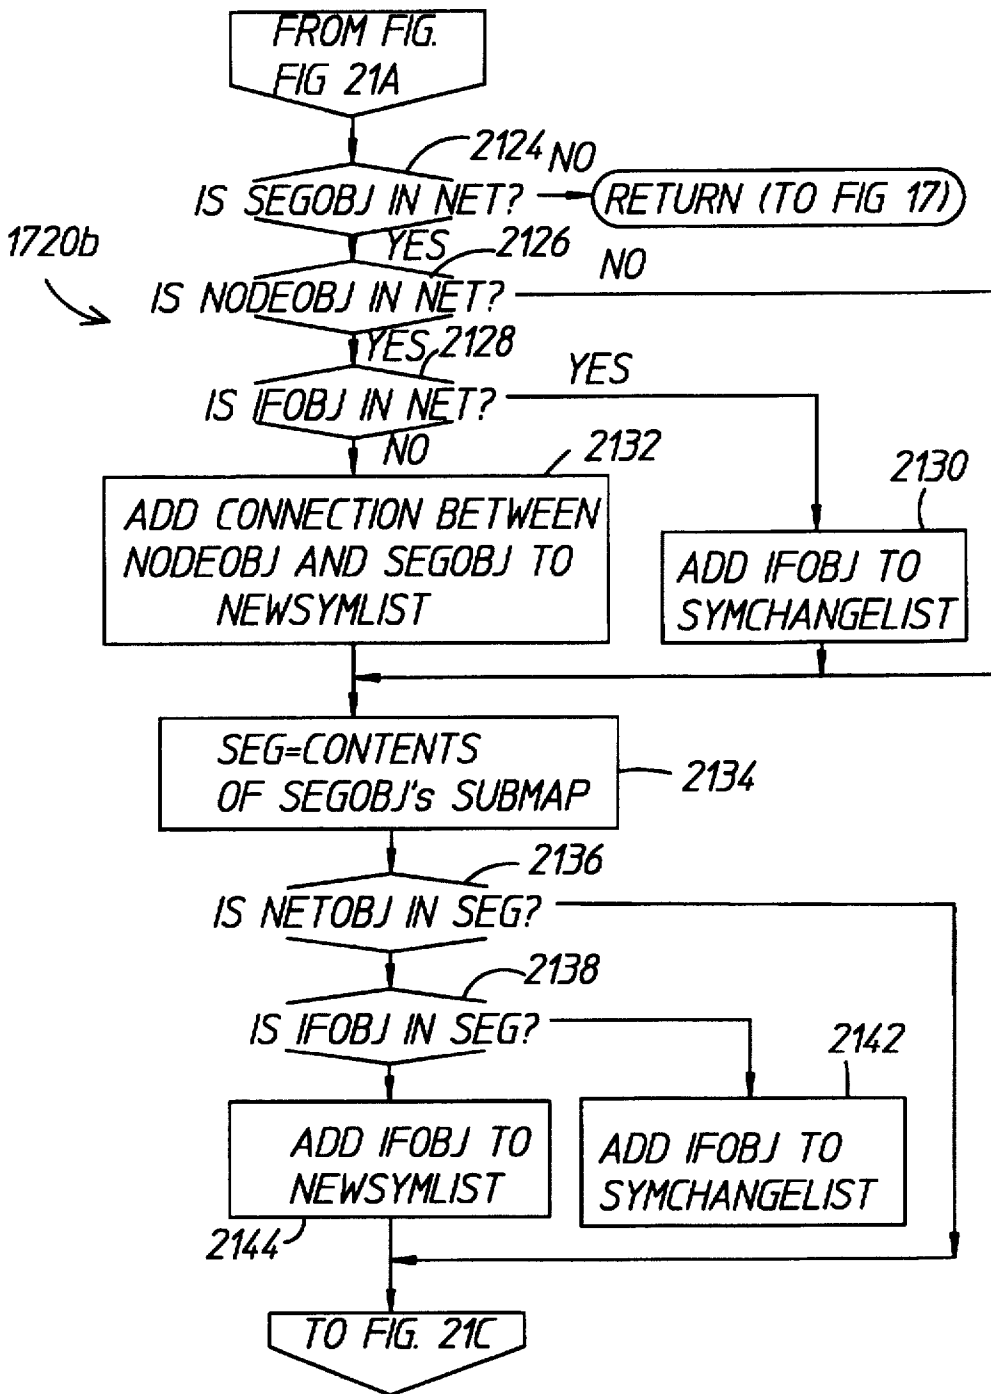 FROM FIG.
FIG 21A
2124
NO
IS SEGOBJ IN NET?
RETURN (TO FIG 17)
1720b
YES
2126
NO
IS NODEOBJ IN NET?
YES
2128
YES
IS IFOBJ IN NET?
NO
2132
2130
ADD CONNECTION BETWEEN
NODEOBJ AND SEGOBJ TO
NEWSYMLIST
ADD IFOBJ TO
SYMCHANGELIST
SEG=CONTENTS
OF SEGOBJ's SUBMAP
2134
2136
IS NETOBJ IN SEG?
2138
IS IFOBJ IN SEG?
2142
ADD IFOBJ TO
NEWSYMLIST
ADD IFOBJ TO
SYMCHANGELIST
2144
TO FIG. 21C